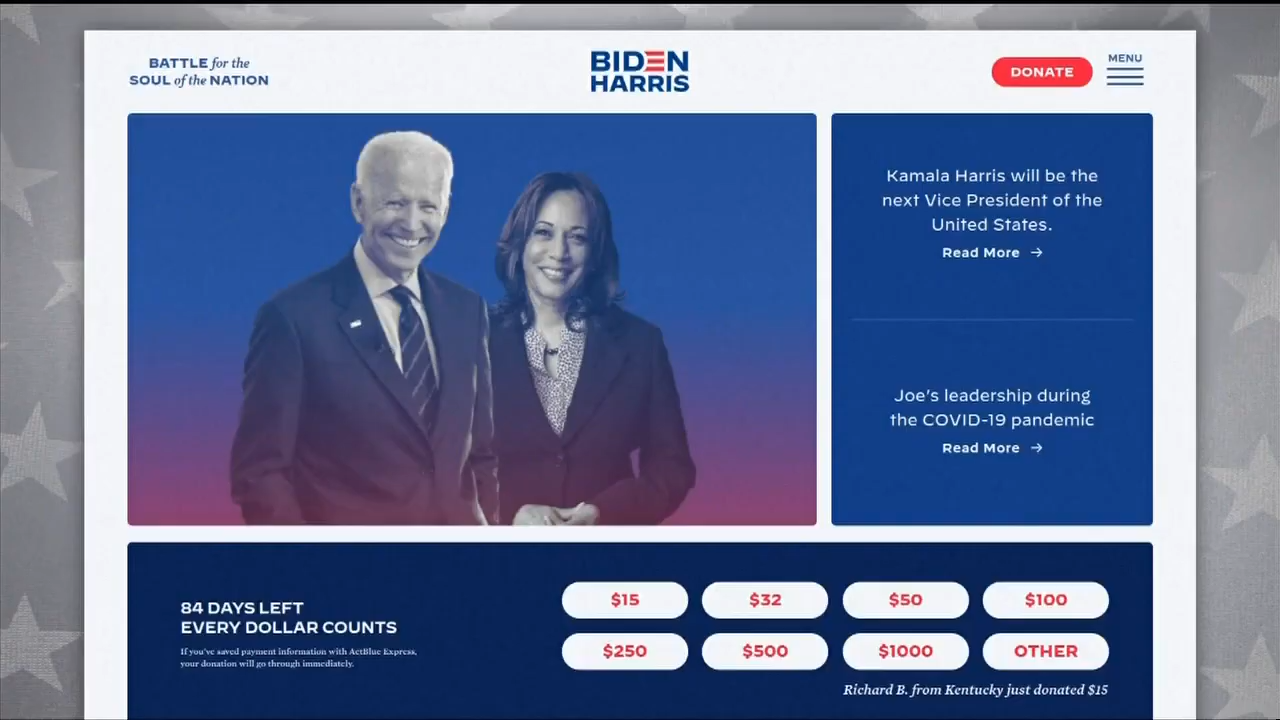 BATTLE for the
SOUL of the NATION
BIDEN
HARRIS
DONATE
MENU
Kamala Harris will be the
next Vice President of the
United States.
Read More →
Joe's leadership during
the COVID-19 pandemic
Read More →
84 DAYS LEFT
EVERY DOLLAR COUNTS
If you've saved payment information with ActBlue Express,
your donation will go through immediately.
$15 $32 $50 $100
$250 $500 $1000 OTHER
Richard B. from Kentucky just donated $15